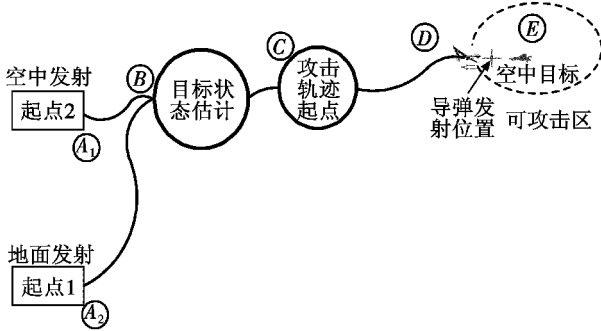 E
D
C
空中目标
攻击
轨迹
起点
空中发射
B
目标状
态估计
导弹发
射位置
可攻击区
起点2
A1
地面发射
起点1
A2